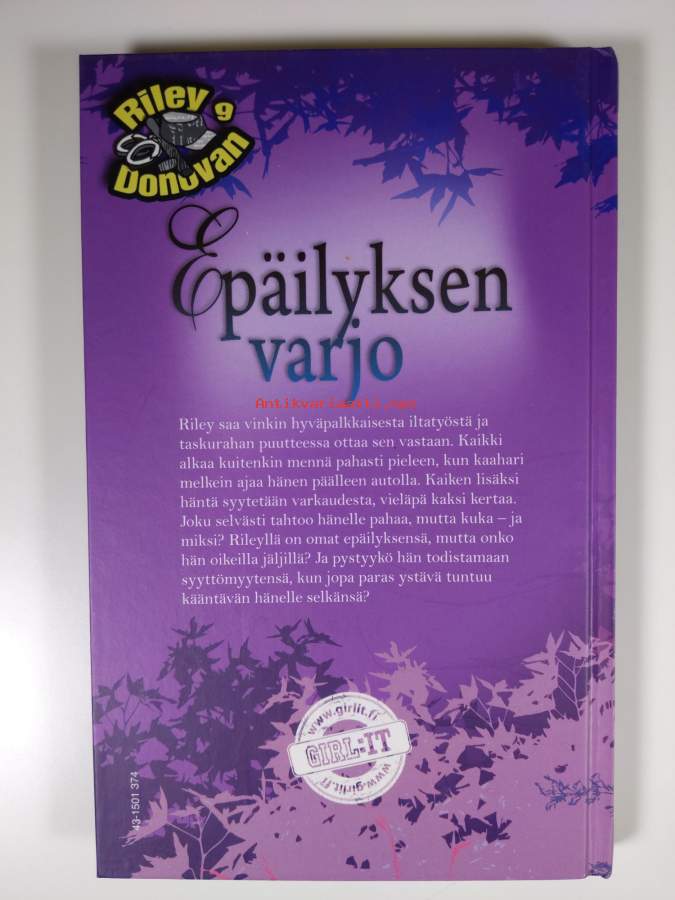 Riley 9
Donovan
Epäilyksen
varjo
Antikvariaatti.net
Riley saa vinkin hyväpalkkaisesta iltatyöstä ja
taskurahan puutteessa ottaa sen vastaan. Kaikki
alkaa kuitenkin mennä pahasti pieleen, kun kaahari
melkein ajaa hänen päälleen autolla. Kaiken lisäksi
häntä syytetään varkaudesta, vieläpä kaksi kertaa.
Joku selvästi tahtoo hänelle pahaa, mutta kuka – ja
miksi? Rileyllä on omat epäilyksensä, mutta onko
hän oikeilla jäljillä? Ja pystyykö hän todistamaan
syyttömyytensä, kun jopa paras ystävä tuntuu
kääntävän hänelle selkänsä?
www.girlit.fi
GIRL:IT
www.girlit.fi
43-1501 374